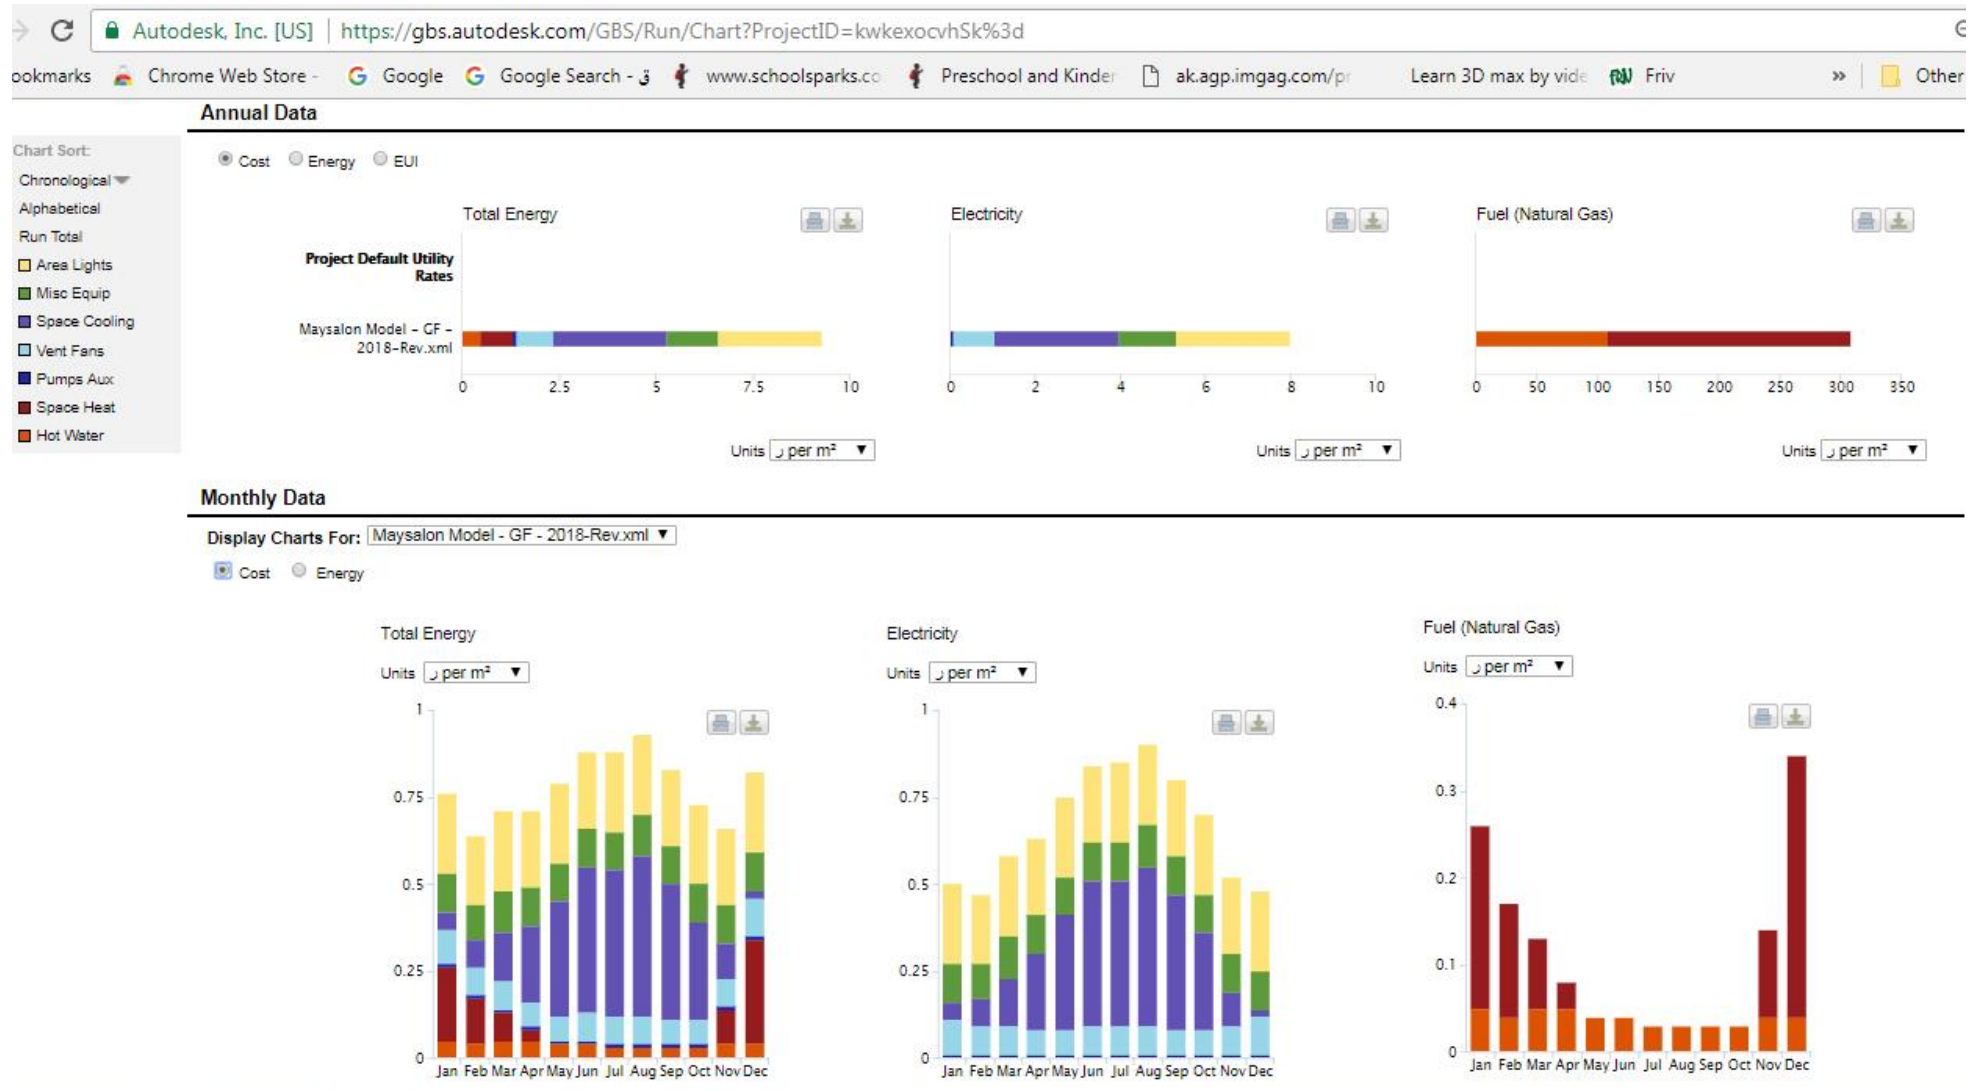 Autodesk, Inc. [US] | https://gbs.autodesk.com/GBS/Run/Chart?ProjectID=kwkexocvhSk%3d
ookmarks Chrome Web Store - Google Google Search - ق www.schoolsparks.co Preschool and Kinder ak.agp.imgag.com/pr Learn 3D max by vide Friv » Other
Annual Data
Chart Sort:
Chronological
Alphabetical
Run Total
Area Lights
Misc Equip
Space Cooling
Vent Fans
Pumps Aux
Space Heat
Hot Water
Cost Energy EUI
Total Energy
Project Default Utility
Rates
Maysalon Model - GF -
2018-Rev.xml
0 2.5 5 7.5 10
Units ر per m²
Electricity
0 2 4 6 8 10
Units ر per m²
Fuel (Natural Gas)
0 50 100 150 200 250 300 350
Units ر per m²
Monthly Data
Display Charts For: Maysalon Model - GF - 2018-Rev.xml
Cost Energy
Total Energy
Units ر per m²
1
0.75
0.5
0.25
0
Jan Feb Mar Apr May Jun Jul Aug Sep Oct Nov Dec
Electricity
Units ر per m²
1
0.75
0.5
0.25
0
Jan Feb Mar Apr May Jun Jul Aug Sep Oct Nov Dec
Fuel (Natural Gas)
Units ر per m²
0.4
0.3
0.2
0.1
0
Jan Feb Mar Apr May Jun Jul Aug Sep Oct Nov Dec